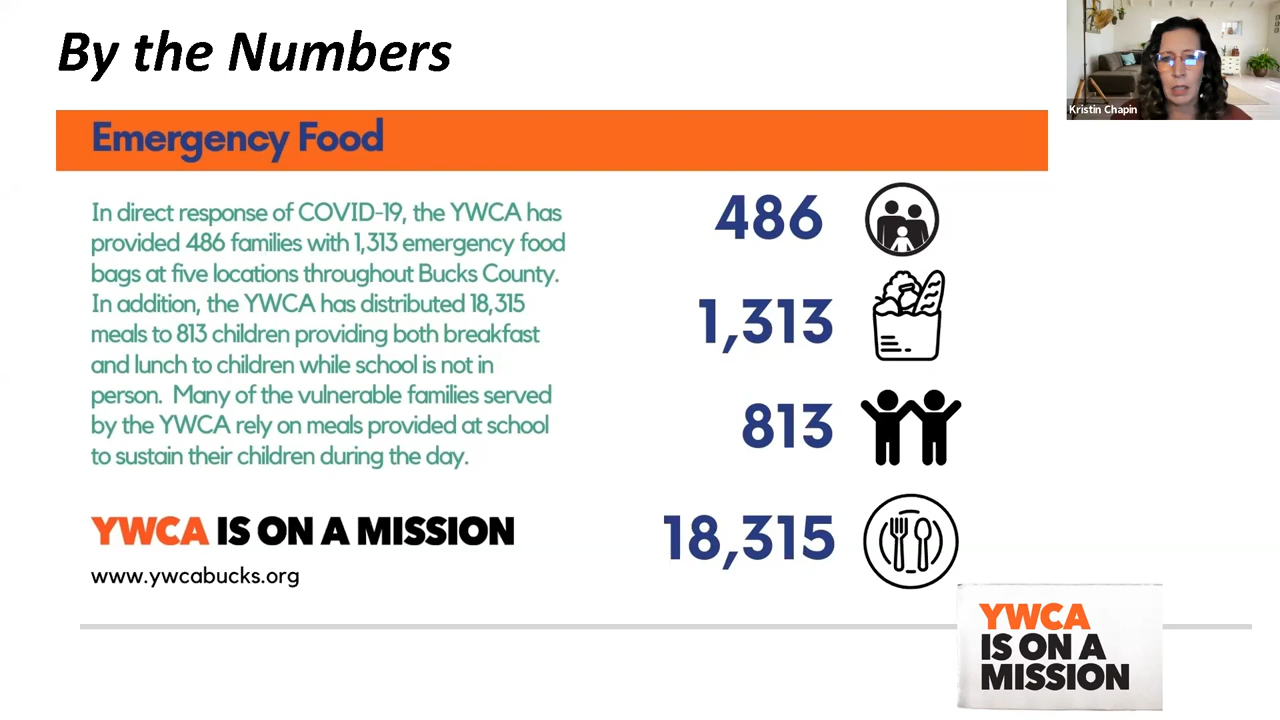 By the Numbers
Kristin Chapin
Emergency Food
In direct response of COVID-19, the YWCA has
provided 486 families with 1,313 emergency food
bags at five locations throughout Bucks County.
In addition, the YWCA has distributed 18,315
meals to 813 children providing both breakfast
and lunch to children while school is not in
person. Many of the vulnerable families served
by the YWCA rely on meals provided at school
to sustain their children during the day.
486
1,313
813
18,315
YWCA IS ON A MISSION
www.ywcabucks.org
YWCA
IS ON A
MISSION